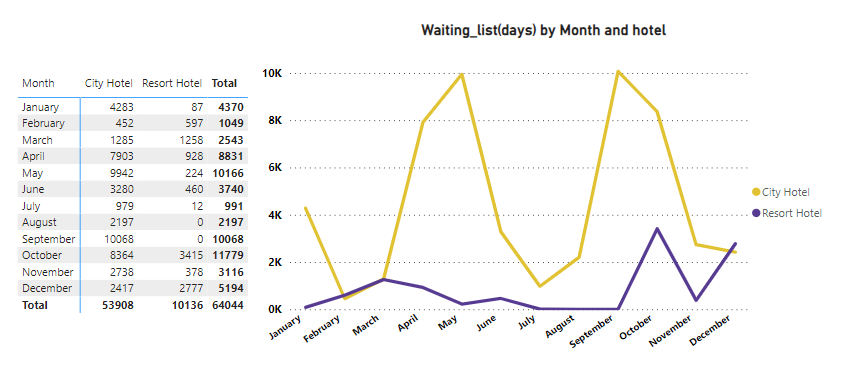 Waiting_list(days) by Month and hotel
Month City Hotel Resort Hotel Total
January 4283 87 4370
February 452 597 1049
March 1285 1258 2543
April 7903 928 8831
May 9942 224 10166
June 3280 460 3740
July 979 12 991
August 2197 0 2197
September 10068 0 10068
October 8364 3415 11779
November 2738 378 3116
December 2417 2777 5194
Total 53908 10136 64044
10K
8K
6K
4K
2K
0K
January February March April May June July August September October November December
City Hotel
Resort Hotel